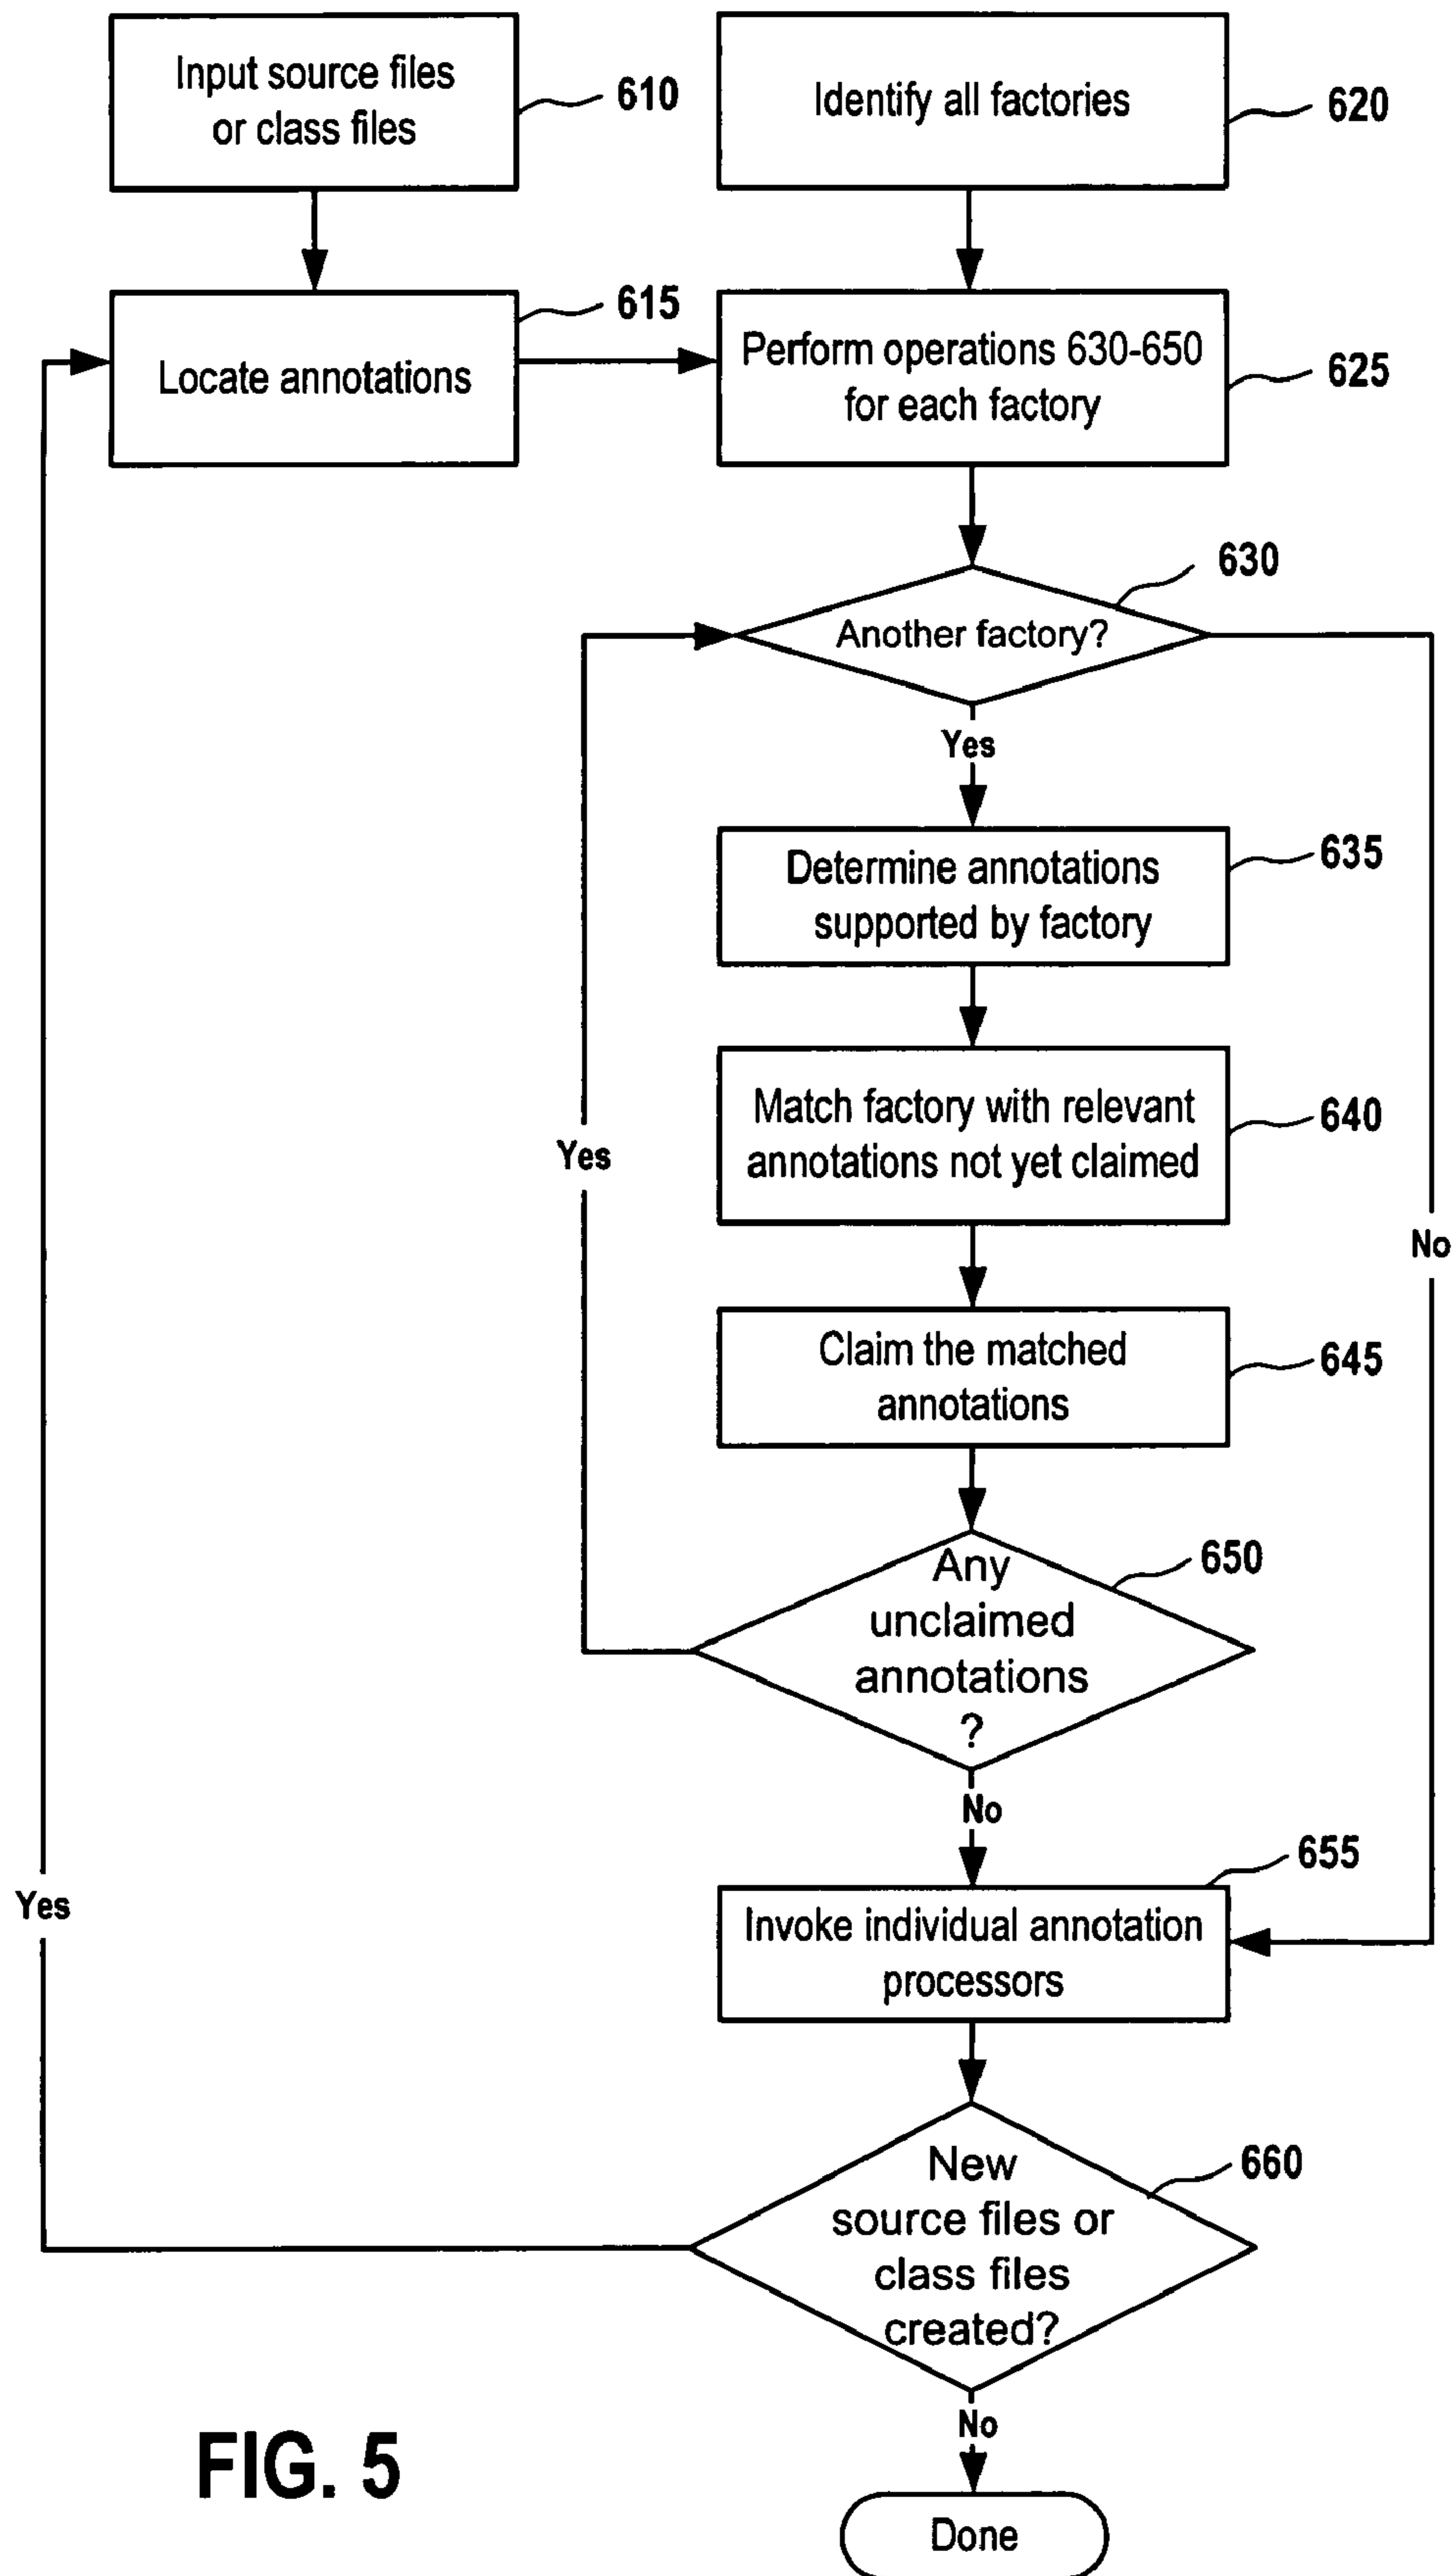 Input source files
or class files
610
Identify all factories
620
Locate annotations
615
Perform operations 630-650
for each factory
625
Another factory?
630
Yes
Determine annotations
supported by factory
635
Match factory with relevant
annotations not yet claimed
640
Yes
No
Claim the matched
annotations
645
Any
unclaimed
annotations
?
650
No
Invoke individual annotation
processors
655
Yes
New
source files or
class files
created?
660
No
Done
FIG. 5